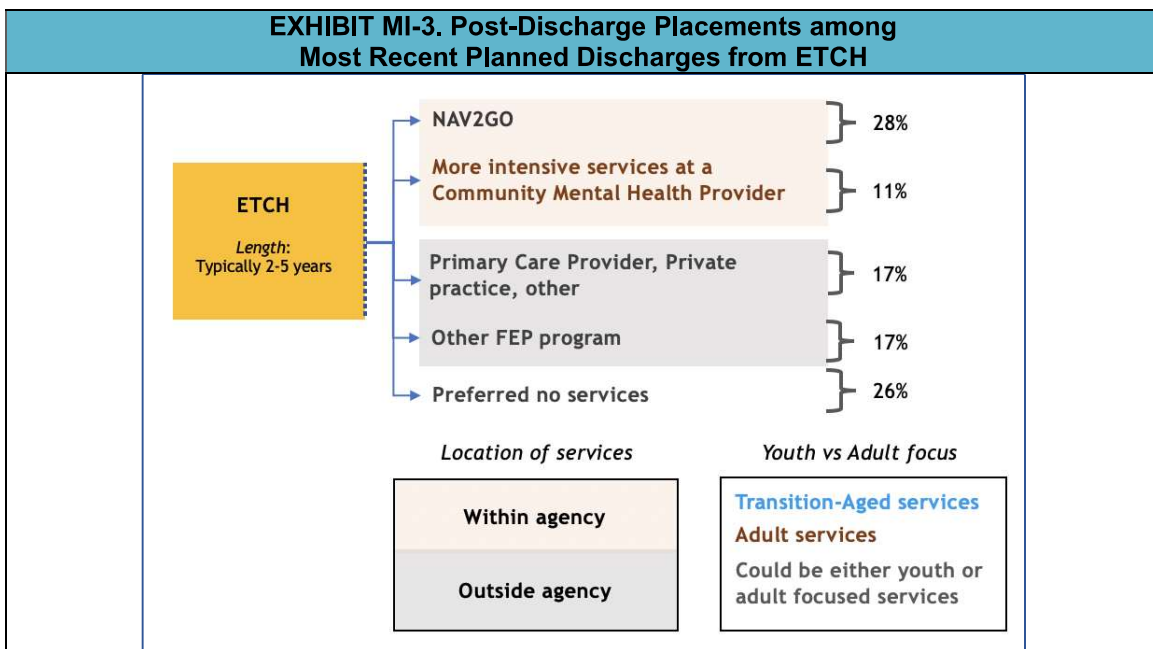 EXHIBIT MI-3. Post-Discharge Placements among
Most Recent Planned Discharges from ETCH
ETCH
Length:
Typically 2-5 years
NAV2GO
28%
More intensive services at a
Community Mental Health Provider
11%
Primary Care Provider, Private
practice, other
17%
Other FEP program
17%
Preferred no services
26%
Location of services
Within agency
Outside agency
Youth vs Adult focus
Transition-Aged services
Adult services
Could be either youth or
adult focused services